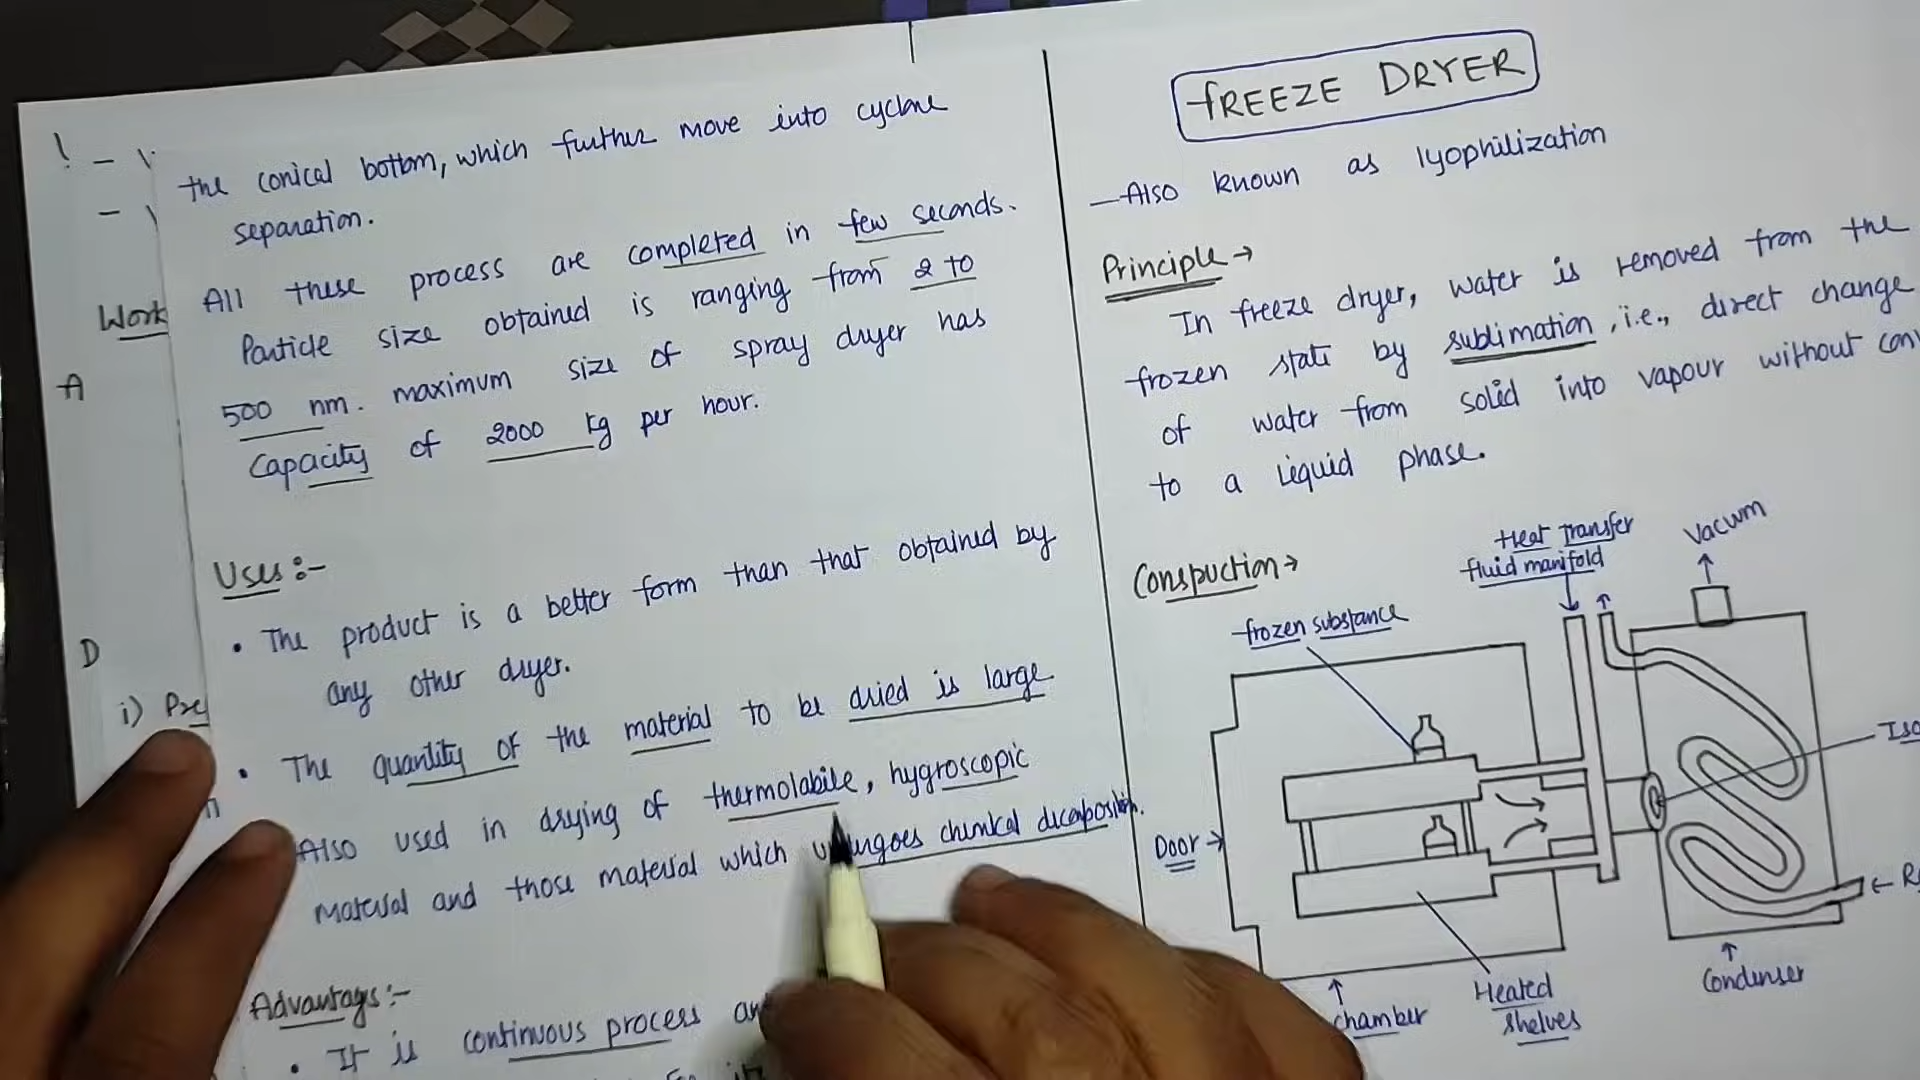 the conical bottom, which further move into cyclone
separation.
All these process are completed in few seconds.
Particle size obtained is ranging from 2 to
500 nm. maximum size of spray dryer has
Capacity of 2000 kg per hour.
Uses:-
• The product is a better form than that obtained by
any other dryer.
• The quantity of the material to be dried is large
Also used in drying of thermolabile, hygroscopic
material and those material which chemical
Advantages:-
• It is continuous process
Work
A
D
i) Pre
FREEZE DRYER
- Also known as lyophilization
Principle →
In freeze dryer, water is removed from the
frozen state by sublimation, i.e., direct change
of water from solid into vapour without
to a liquid phase.
Conspuction →
Heat Transfer
fluid manifold
Vacum
frozen substance
Door →
chamber
Heated
shelves
Condenser